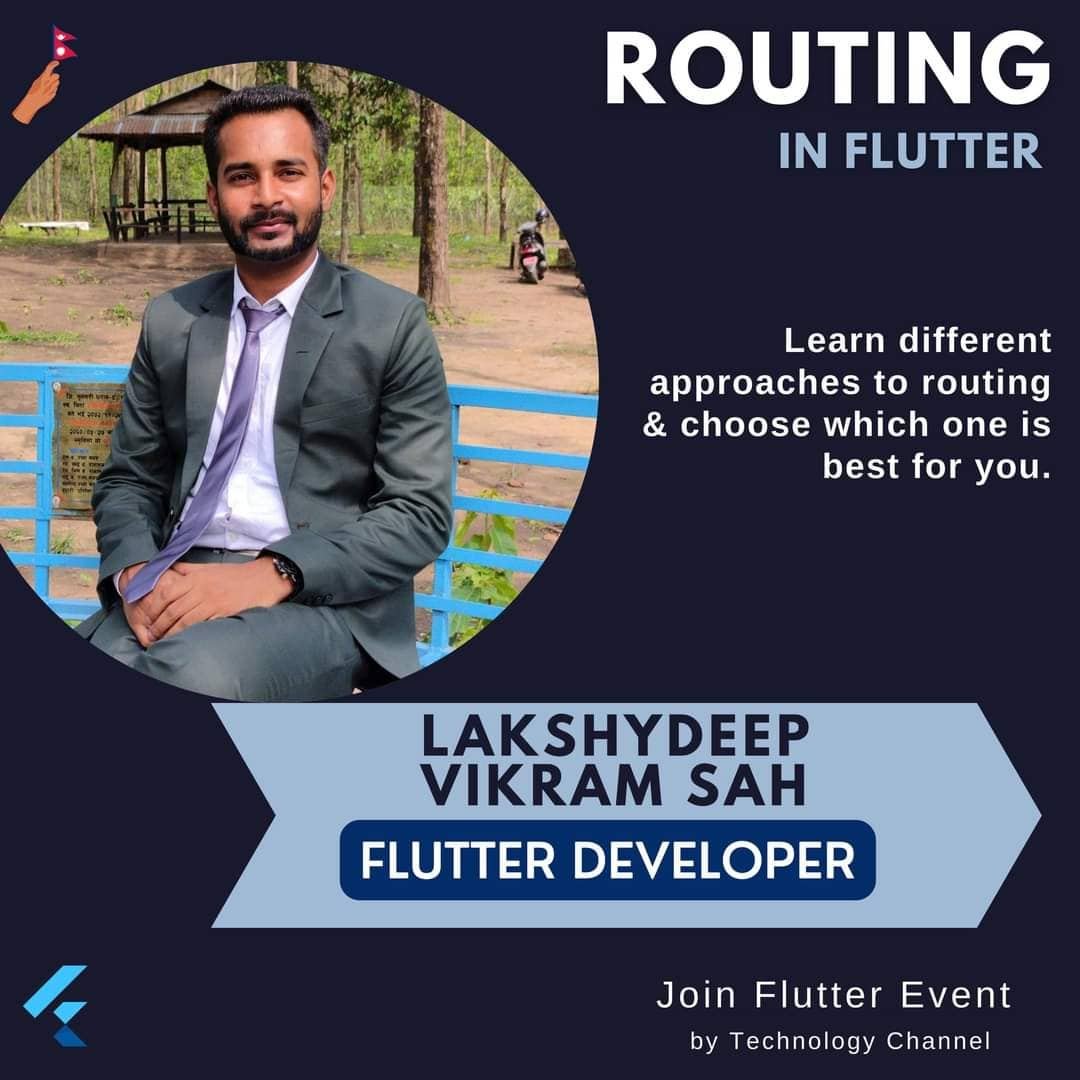 ROUTING
IN FLUTTER
Learn different
approaches to routing
& choose which one is
best for you.
LAKSHYDEEP
VIKRAM SAH
FLUTTER DEVELOPER
Join Flutter Event
by Technology Channel